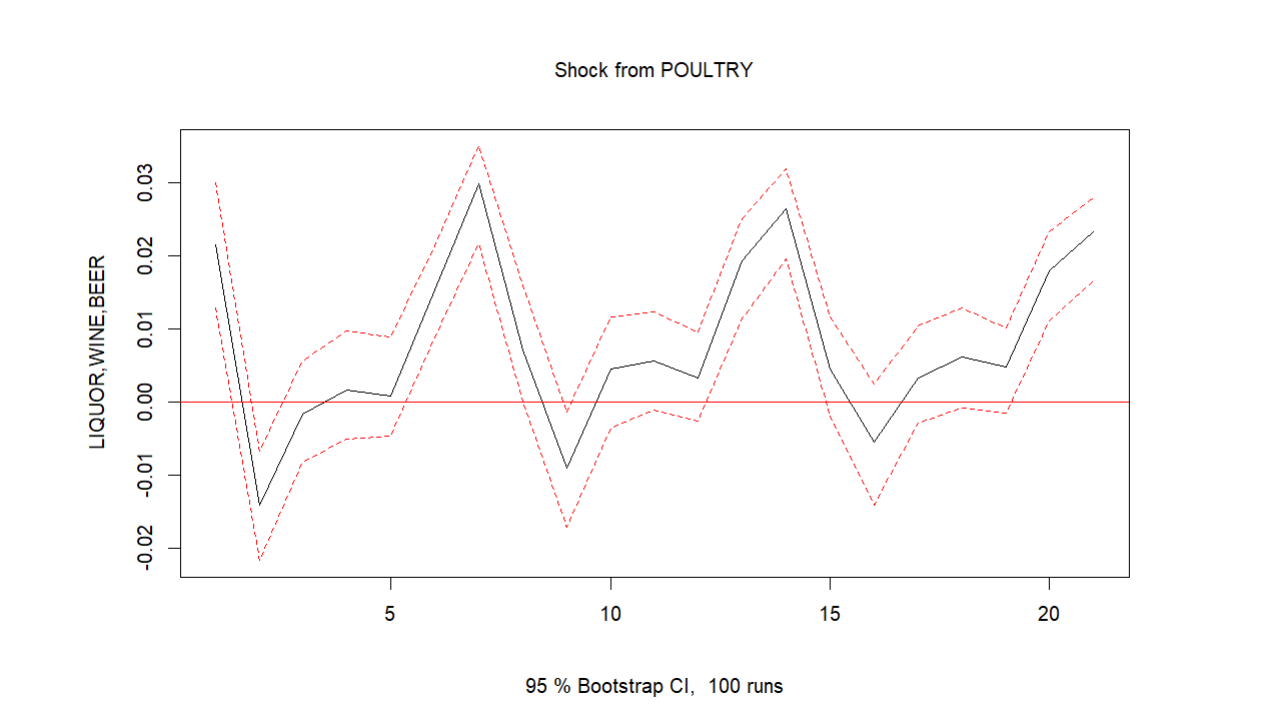 Shock from POULTRY
LIQUOR,WINE,BEER
0.03
0.02
0.01
0.00
-0.01
-0.02
5 10 15 20
95 % Bootstrap CI, 100 runs